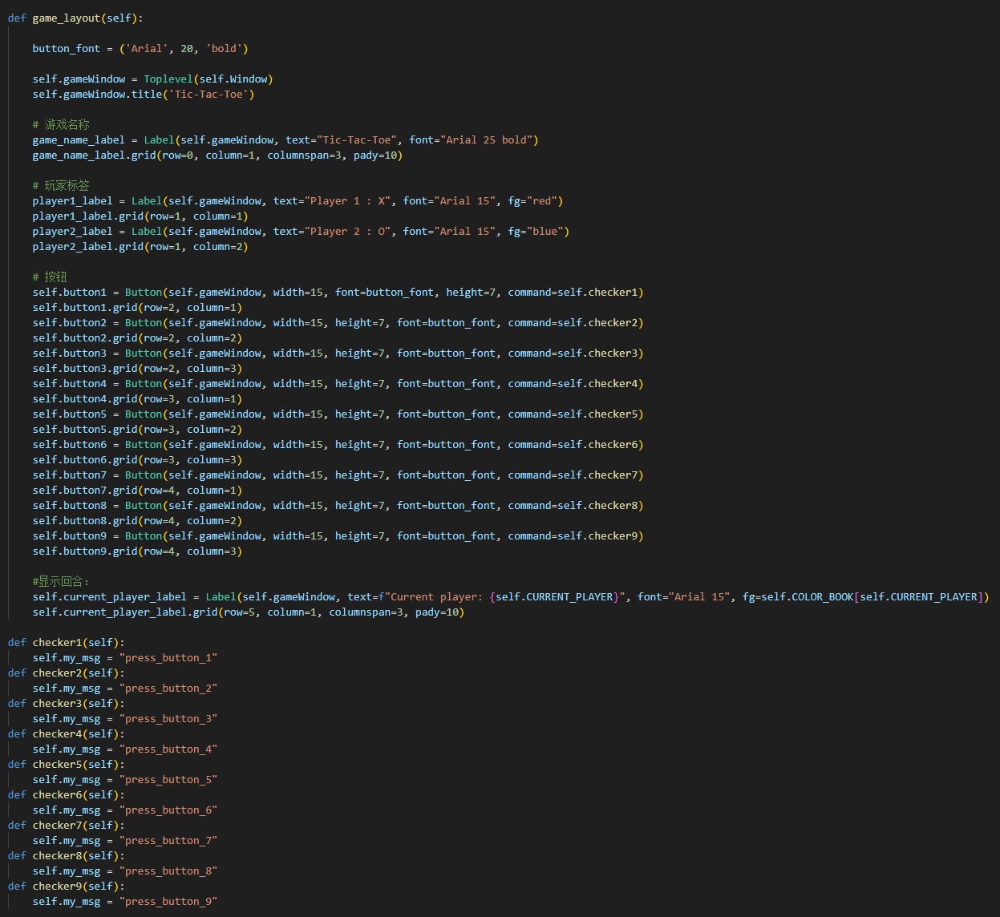 def game_layout(self):
button_font = ('Arial', 20, 'bold')
self.gameWindow = Toplevel(self.Window)
self.gameWindow.title('Tic-Tac-Toe')
# 游戏名称
game_name_label = Label(self.gameWindow, text="Tic-Tac-Toe", font="Arial 25 bold")
game_name_label.grid(row=0, column=1, columnspan=3, pady=10)
# 玩家标签
player1_label = Label(self.gameWindow, text="Player 1 : X", font="Arial 15", fg="red")
player1_label.grid(row=1, column=1)
player2_label = Label(self.gameWindow, text="Player 2 : O", font="Arial 15", fg="blue")
player2_label.grid(row=1, column=2)
# 按钮
self.button1 = Button(self.gameWindow, width=15, font=button_font, height=7, command=self.checker1)
self.button1.grid(row=2, column=1)
self.button2 = Button(self.gameWindow, width=15, height=7, font=button_font, command=self.checker2)
self.button2.grid(row=2, column=2)
self.button3 = Button(self.gameWindow, width=15, height=7, font=button_font, command=self.checker3)
self.button3.grid(row=2, column=3)
self.button4 = Button(self.gameWindow, width=15, height=7, font=button_font, command=self.checker4)
self.button4.grid(row=3, column=1)
self.button5 = Button(self.gameWindow, width=15, height=7, font=button_font, command=self.checker5)
self.button5.grid(row=3, column=2)
self.button6 = Button(self.gameWindow, width=15, height=7, font=button_font, command=self.checker6)
self.button6.grid(row=3, column=3)
self.button7 = Button(self.gameWindow, width=15, height=7, font=button_font, command=self.checker7)
self.button7.grid(row=4, column=1)
self.button8 = Button(self.gameWindow, width=15, height=7, font=button_font, command=self.checker8)
self.button8.grid(row=4, column=2)
self.button9 = Button(self.gameWindow, width=15, height=7, font=button_font, command=self.checker9)
self.button9.grid(row=4, column=3)
#显示回合：
self.current_player_label = Label(self.gameWindow, text=f"Current player: {self.CURRENT_PLAYER}", font="Arial 15", fg=self.COLOR_BOOK[self.CURRENT_PLAYER])
self.current_player_label.grid(row=5, column=1, columnspan=3, pady=10)
def checker1(self):
self.my_msg = "press_button_1"
def checker2(self):
self.my_msg = "press_button_2"
def checker3(self):
self.my_msg = "press_button_3"
def checker4(self):
self.my_msg = "press_button_4"
def checker5(self):
self.my_msg = "press_button_5"
def checker6(self):
self.my_msg = "press_button_6"
def checker7(self):
self.my_msg = "press_button_7"
def checker8(self):
self.my_msg = "press_button_8"
def checker9(self):
self.my_msg = "press_button_9"